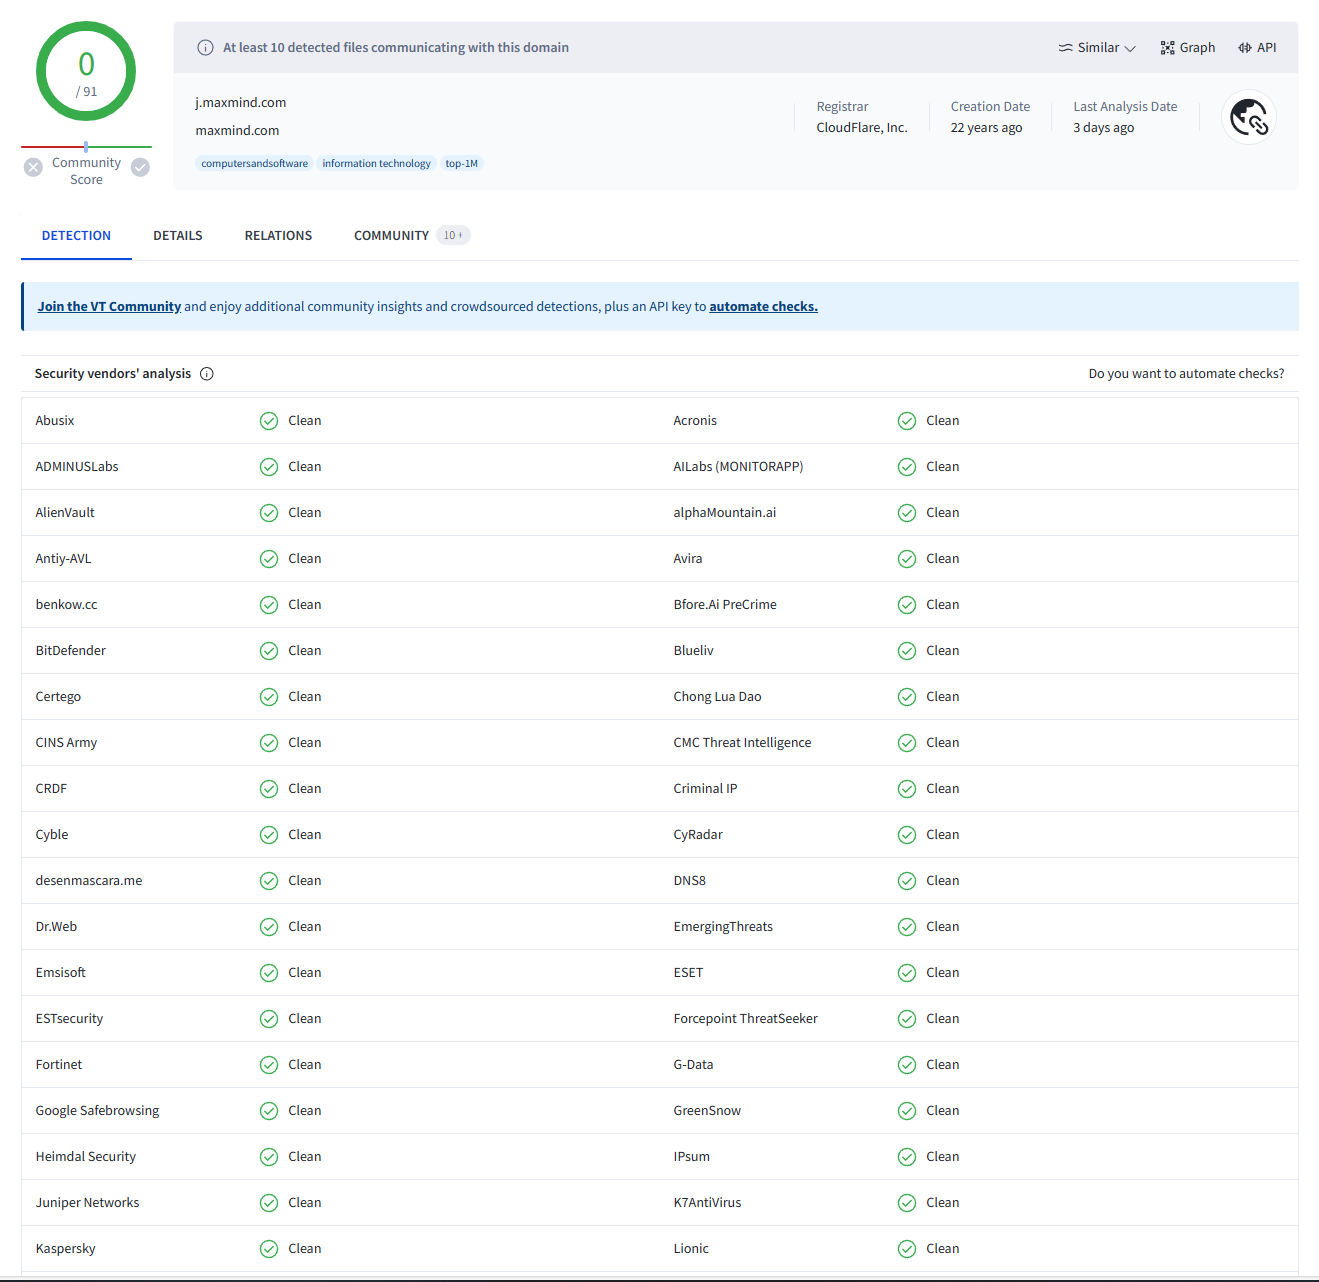 0
/ 91
Community
Score
At least 10 detected files communicating with this domain
Similar
Graph
API
j.maxmind.com
maxmind.com
computersandsoftware information technology top-1M
Registrar
CloudFlare, Inc.
Creation Date
22 years ago
Last Analysis Date
3 days ago
DETECTION DETAILS RELATIONS COMMUNITY 10 +
Join the VT Community and enjoy additional community insights and crowdsourced detections, plus an API key to automate checks.
Security vendors' analysis Do you want to automate checks?
Abusix Clean Acronis Clean
ADMINUSLabs Clean AILabs (MONITORAPP) Clean
AlienVault Clean alphaMountain.ai Clean
Antiy-AVL Clean Avira Clean
benkow.cc Clean Bfore.Ai PreCrime Clean
BitDefender Clean Blueliv Clean
Certego Clean Chong Lua Dao Clean
CINS Army Clean CMC Threat Intelligence Clean
CRDF Clean Criminal IP Clean
Cyble Clean CyRadar Clean
desenmascara.me Clean DNS8 Clean
Dr.Web Clean EmergingThreats Clean
Emsisoft Clean ESET Clean
ESTsecurity Clean Forcepoint ThreatSeeker Clean
Fortinet Clean G-Data Clean
Google Safebrowsing Clean GreenSnow Clean
Heimdal Security Clean IPsum Clean
Juniper Networks Clean K7AntiVirus Clean
Kaspersky Clean Lionic Clean